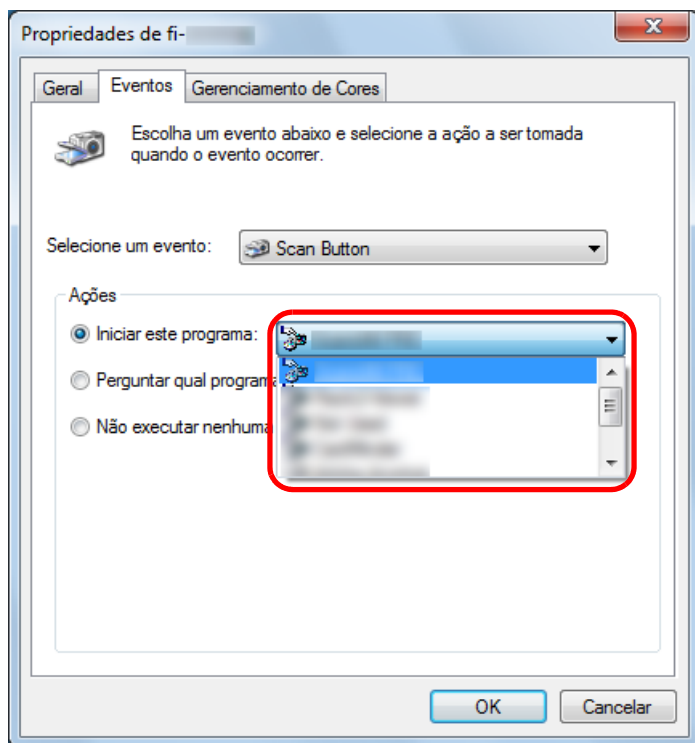 Propriedades de fi-
Geral Eventos Gerenciamento de Cores
Escolha um evento abaixo e selecione a ação a ser tomada
quando o evento ocorrer.
Selecione um evento: Scan Button
Ações
Iniciar este programa:
Perguntar qual programa
Não executar nenhuma
OK Cancelar